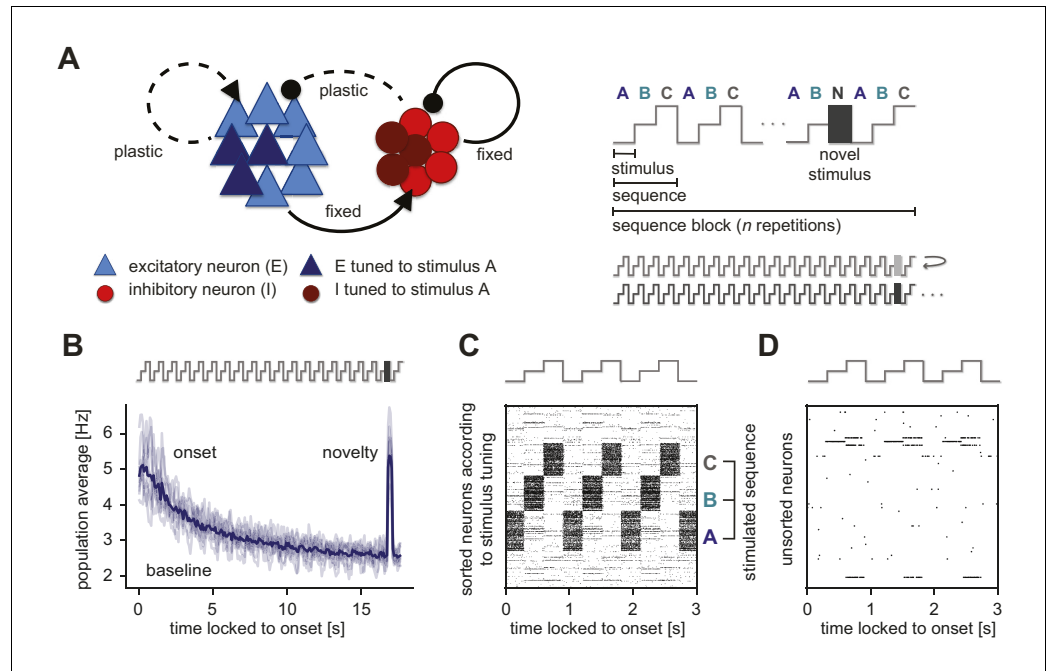 A
plastic
plastic
fixed
fixed
excitatory neuron (E)
E tuned to stimulus A
inhibitory neuron (I)
I tuned to stimulus A
A B C A B C A B N A B C
. . .
novel
stimulus
stimulus
sequence
sequence block (n repetitions)
. . .
B
population average [Hz]
6
5
4
3
2
onset
novelty
baseline
0 5 10 15
time locked to onset [s]
C
sorted neurons according
to stimulus tuning
C
B
A
stimulated sequence
0 1 2 3
time locked to onset [s]
D
unsorted neurons
0 1 2 3
time locked to onset [s]